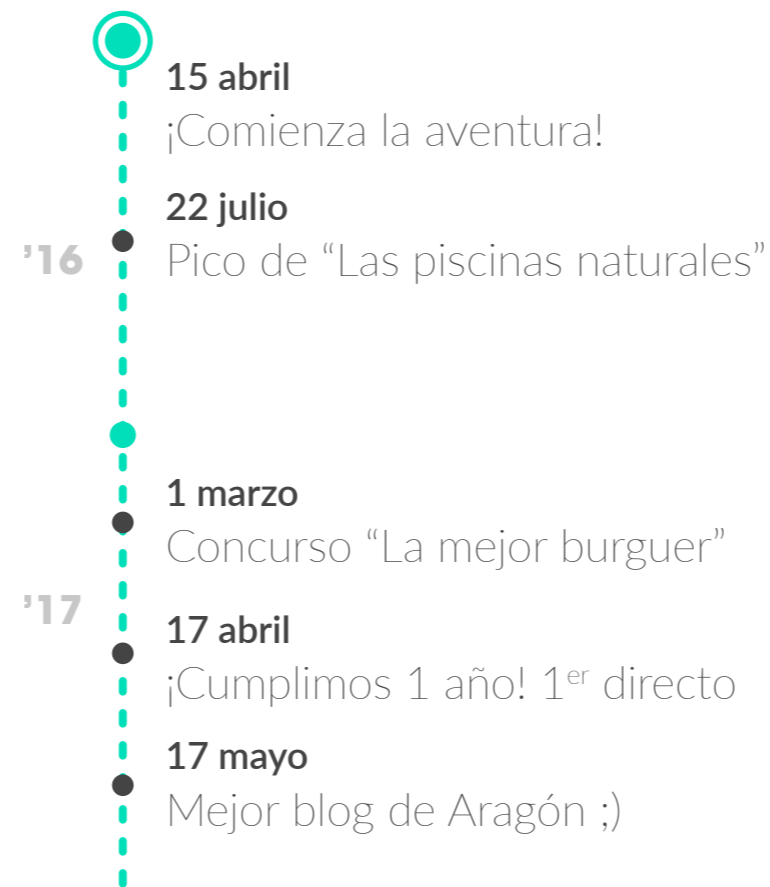 15 abril
¡Comienza la aventura!
22 julio
’16
Pico de “Las piscinas naturales”
1 marzo
Concurso “La mejor burguer”
’17
17 abril
¡Cumplimos 1 año! 1er directo
17 mayo
Mejor blog de Aragón ;)